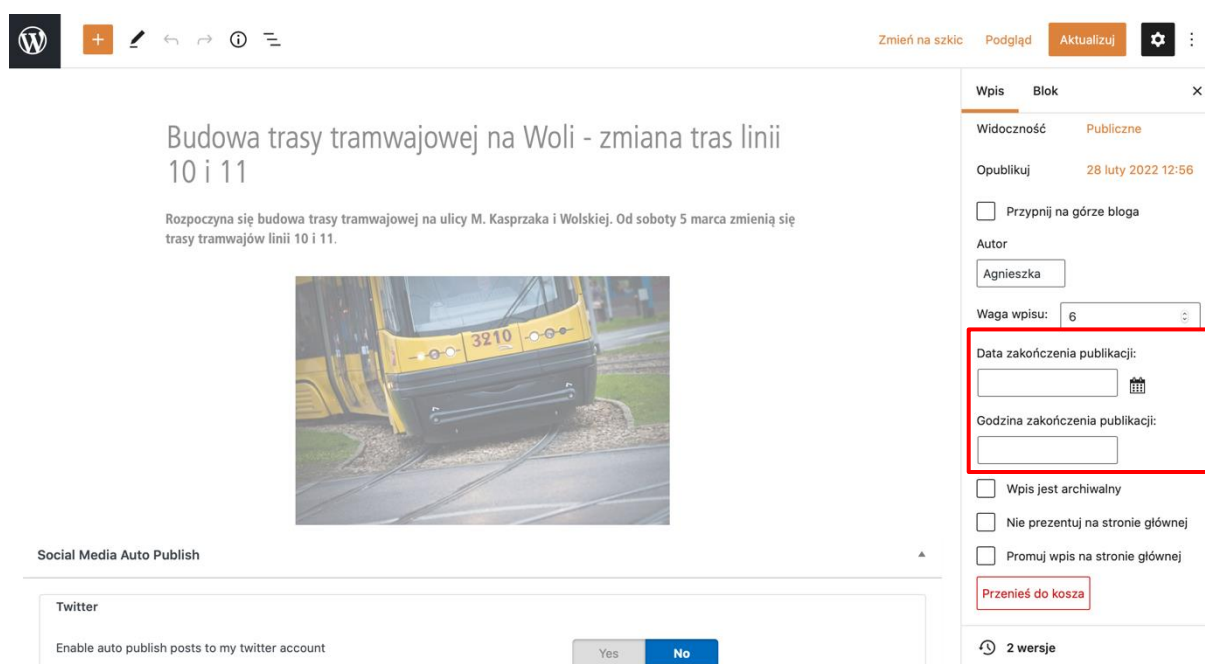 Zmień na szkic Podgląd Aktualizuj
Wpis Blok
Widoczność Publiczne
Opublikuj 28 luty 2022 12:56
Przypnij na górze bloga
Autor
Agnieszka
Waga wpisu: 6
Data zakończenia publikacji:
Godzina zakończenia publikacji:
Wpis jest archiwalny
Nie prezentuj na stronie głównej
Promuj wpis na stronie głównej
Przenieś do kosza
2 wersje
Budowa trasy tramwajowej na Woli - zmiana tras linii
10 i 11
Rozpoczyna się budowa trasy tramwajowej na ulicy M. Kasprzaka i Wolskiej. Od soboty 5 marca zmienią się
trasy tramwajów linii 10 i 11.
3210
Social Media Auto Publish
Twitter
Enable auto publish posts to my twitter account
Yes No